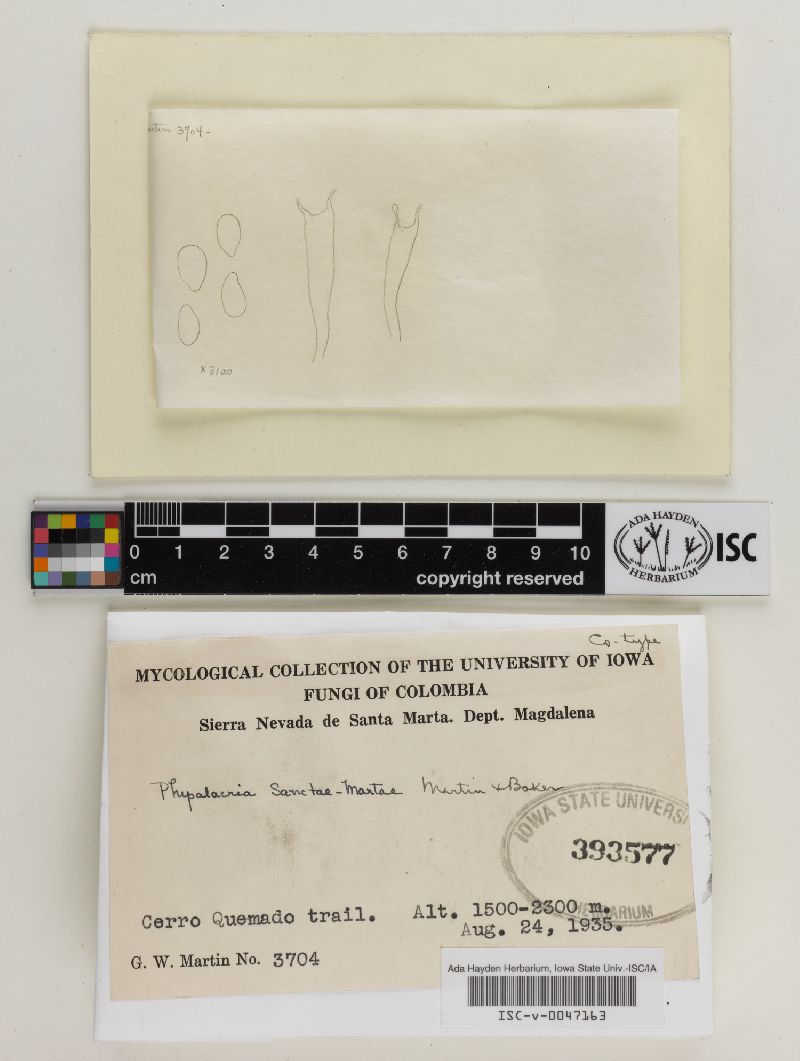 3704-
x 2100
0 1 2 3 4 5 6 7 8 9 10
cm
copyright reserved
ADA HAYDEN
HERBARIUM
ISC
Co-type
MYCOLOGICAL COLLECTION OF THE UNIVERSITY OF IOWA
FUNGI OF COLOMBIA
Sierra Nevada de Santa Marta. Dept. Magdalena
Physalacria Sanctae-Martae Martin & Baker
IOWA STATE UNIVERSI
393577
HERBARIUM
Cerro Quemado trail. Alt. 1500-2300 m.
Aug. 24, 1935.
G. W. Martin No. 3704
Ada Hayden Herbarium, Iowa State Univ.-ISC/IA
ISC-v-0047163